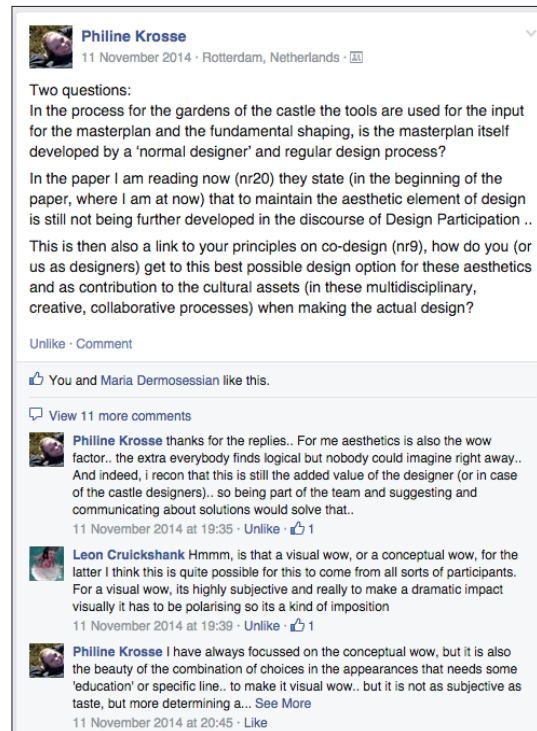 Philine Krosse
11 November 2014 · Rotterdam, Netherlands ·
Two questions:
In the process for the gardens of the castle the tools are used for the input
for the masterplan and the fundamental shaping, is the masterplan itself
developed by a 'normal designer' and regular design process?
In the paper I am reading now (nr20) they state (in the beginning of the
paper, where I am at now) that to maintain the aesthetic element of design
is still not being further developed in the discourse of Design Participation ..
This is then also a link to your principles on co-design (nr9), how do you (or
us as designers) get to this best possible design option for these aesthetics
and as contribution to the cultural assets (in these multidisciplinary,
creative, collaborative processes) when making the actual design?
Unlike · Comment
You and Maria Dermosessian like this.
View 11 more comments
Philine Krosse thanks for the replies.. For me aesthetics is also the wow
factor.. the extra everybody finds logical but nobody could imagine right away..
And indeed, i recon that this is still the added value of the designer (or in case
of the castle designers).. so being part of the team and suggesting and
communicating about solutions would solve that..
11 November 2014 at 19:35 · Unlike · 1
Leon Cruickshank Hmmm, is that a visual wow, or a conceptual wow, for the
latter I think this is quite possible for this to come from all sorts of participants.
For a visual wow, its highly subjective and really to make a dramatic impact
visually it has to be polarising so its a kind of imposition
11 November 2014 at 19:39 · Unlike · 1
Philine Krosse I have always focussed on the conceptual wow, but it is also
the beauty of the combination of choices in the appearances that needs some
'education' or specific line.. to make it visual wow.. but it is not as subjective as
taste, but more determining a... See More
11 November 2014 at 20:45 · Like